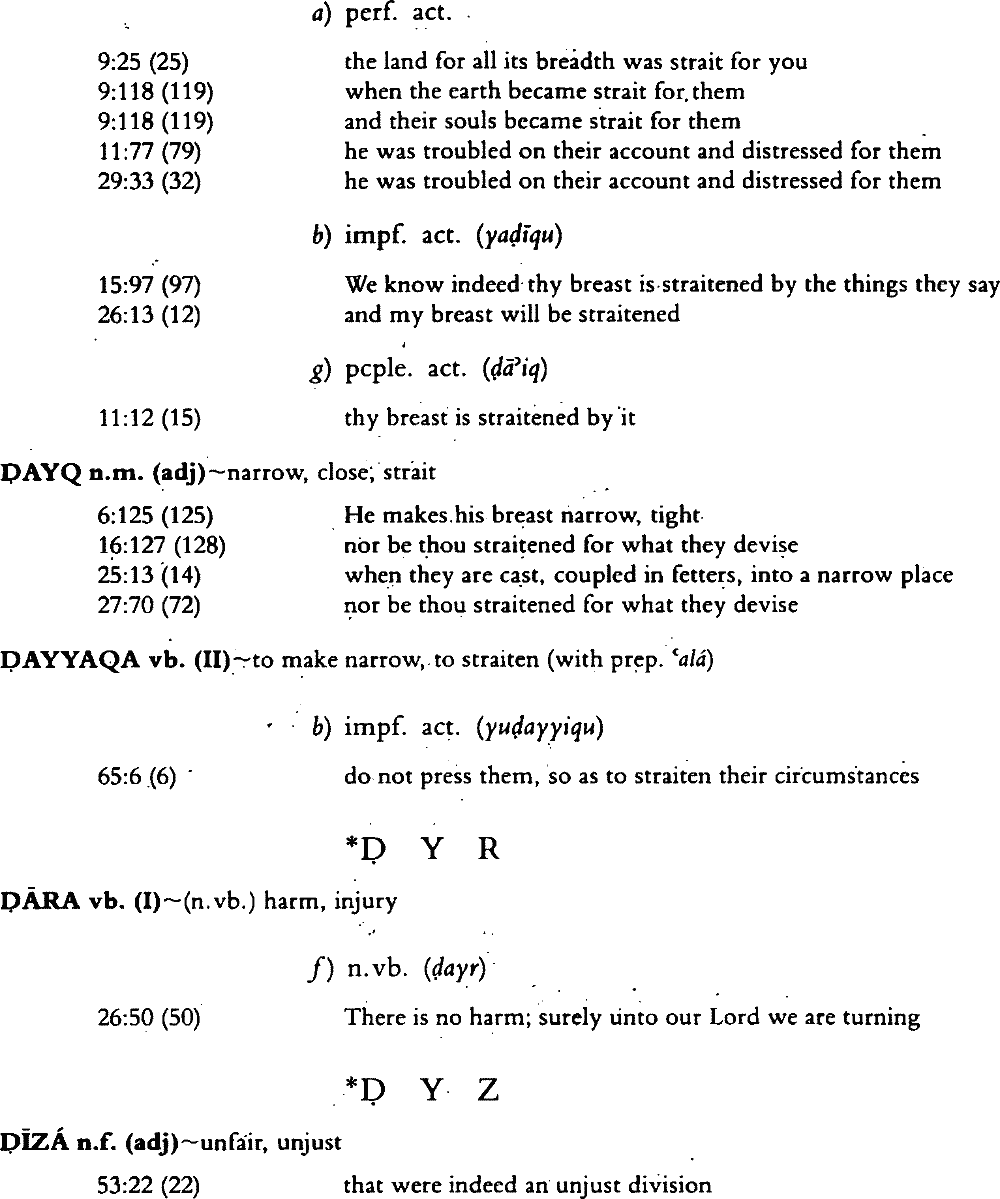 a) perf. act.
9:25 (25) the land for all its breadth was strait for you
9:118 (119) when the earth became strait for them
9:118 (119) and their souls became strait for them
11:77 (79) he was troubled on their account and distressed for them
29:33 (32) he was troubled on their account and distressed for them
b) impf. act. (yaḍīqu)
15:97 (97) We know indeed thy breast is straitened by the things they say
26:13 (12) and my breast will be straitened
g) pcple. act. (ḍāʾiq)
11:12 (15) thy breast is straitened by it
ḌAYQ n.m. (adj)~narrow, close, strait
6:125 (125) He makes his breast narrow, tight
16:127 (128) nor be thou straitened for what they devise
25:13 (14) when they are cast, coupled in fetters, into a narrow place
27:70 (72) nor be thou straitened for what they devise
ḌAYYAQA vb. (II)~to make narrow, to straiten (with prep. ʿalá)
b) impf. act. (yuḍayyiqu)
65:6 (6) do not press them, so as to straiten their circumstances
*Ḍ Y R
ḌĀRA vb. (I)~(n.vb.) harm, injury
f) n.vb. (ḍayr)
26:50 (50) There is no harm; surely unto our Lord we are turning
*Ḍ Y Z
ḌĪZÁ n.f. (adj)~unfair, unjust
53:22 (22) that were indeed an unjust division